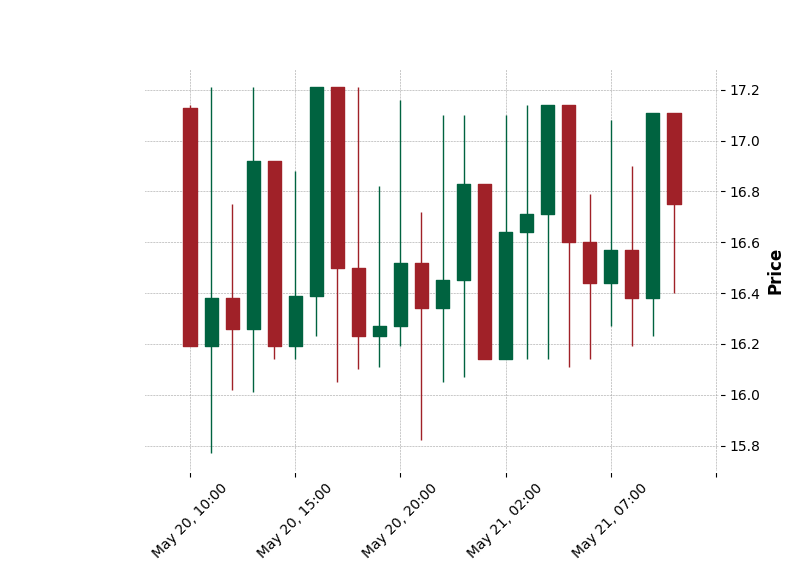 17.2
17.0
16.8
16.6
16.4
16.2
16.0
15.8
Price
May 20, 10:00
May 20, 15:00
May 20, 20:00
May 21, 02:00
May 21, 07:00